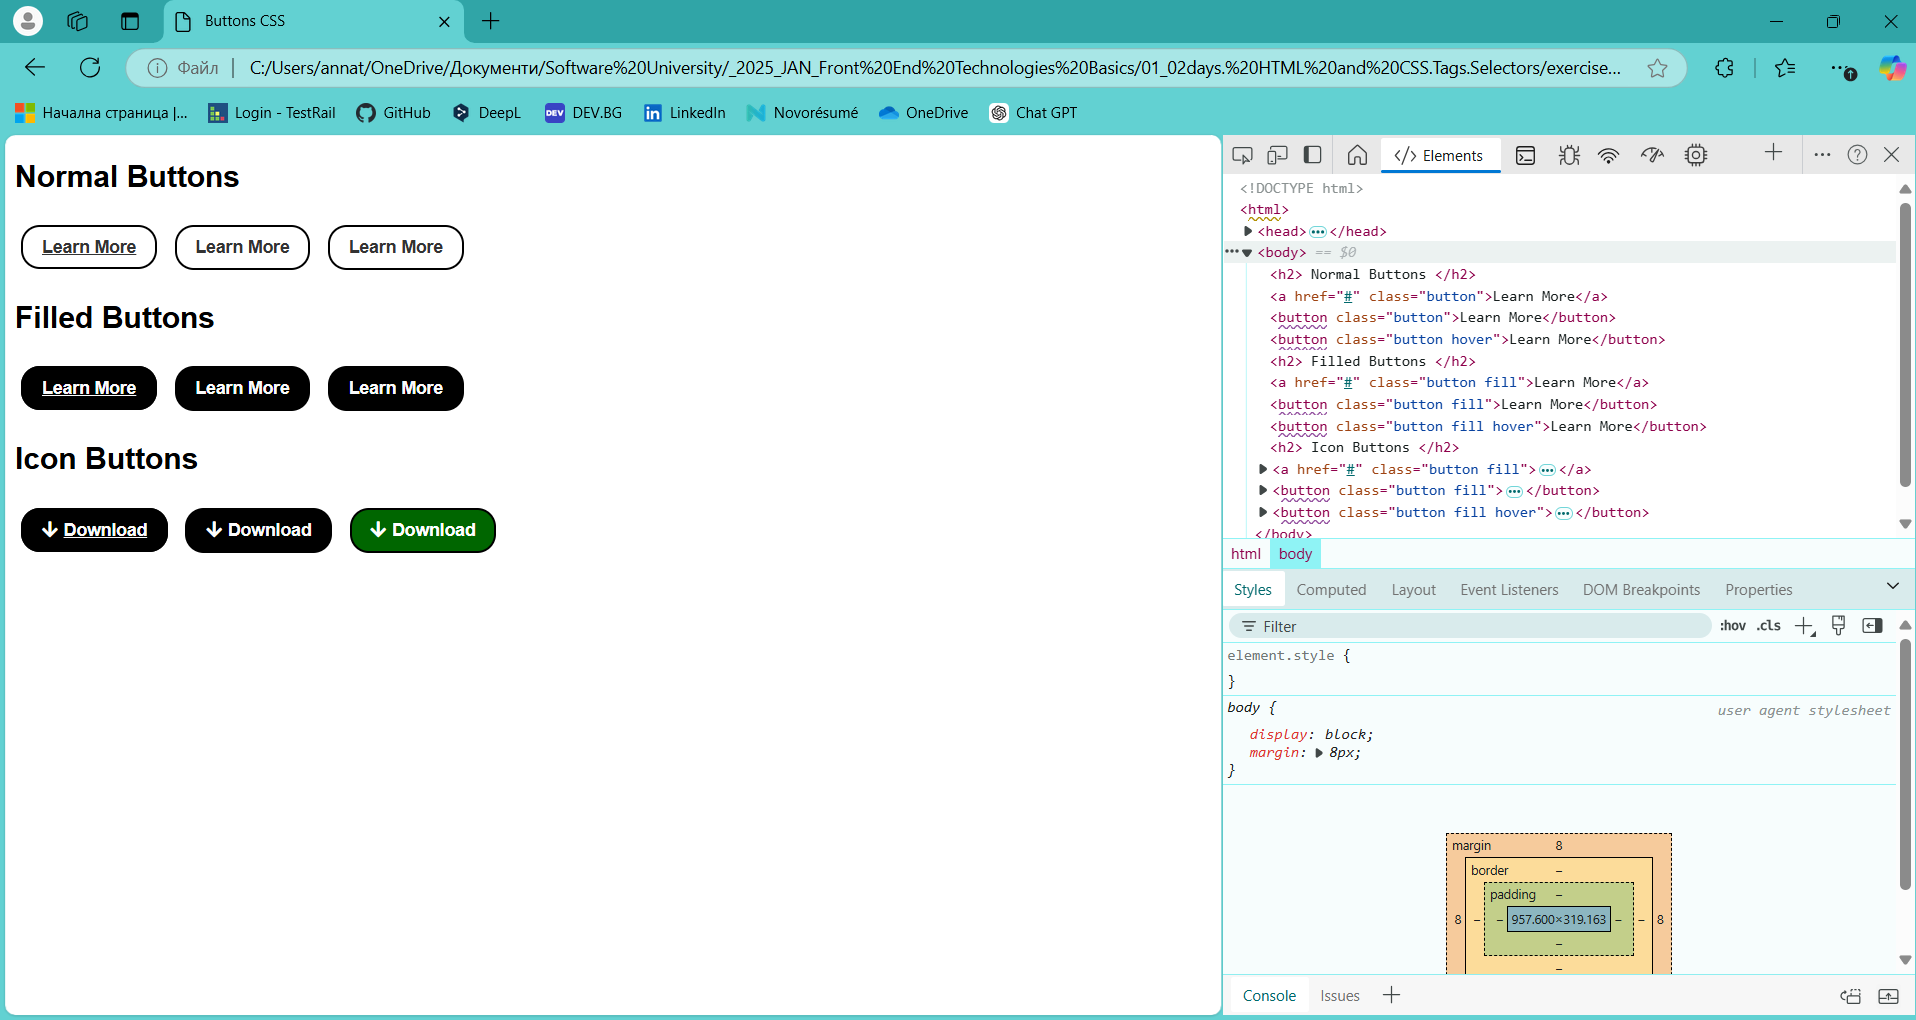 Buttons CSS
Файл
C:/Users/annat/OneDrive/Документи/Software%20University/_2025_JAN_Front%20End%20Technologies%20Basics/01_02days.%20HTML%20and%20CSS.Tags.Selectors/exercise...
Начална страница |... Login - TestRail GitHub DeepL DEV DEV.BG LinkedIn Novorésumé OneDrive Chat GPT
Normal Buttons
Learn More Learn More Learn More
Filled Buttons
Learn More Learn More Learn More
Icon Buttons
Download Download Download
Elements
<!DOCTYPE html>
<html>
<head>…</head>
<body> == $0
<h2> Normal Buttons </h2>
<a href="#" class="button">Learn More</a>
<button class="button">Learn More</button>
<button class="button hover">Learn More</button>
<h2> Filled Buttons </h2>
<a href="#" class="button fill">Learn More</a>
<button class="button fill">Learn More</button>
<button class="button fill hover">Learn More</button>
<h2> Icon Buttons </h2>
<a href="#" class="button fill">…</a>
<button class="button fill">…</button>
<button class="button fill hover">…</button>
</body>
html body
Styles Computed Layout Event Listeners DOM Breakpoints Properties
Filter :hov .cls
element.style {
}
body { user agent stylesheet
display: block;
margin: 8px;
}
margin 8
border –
padding –
8 – – 957.600×319.163 – – 8
–
–
Console Issues